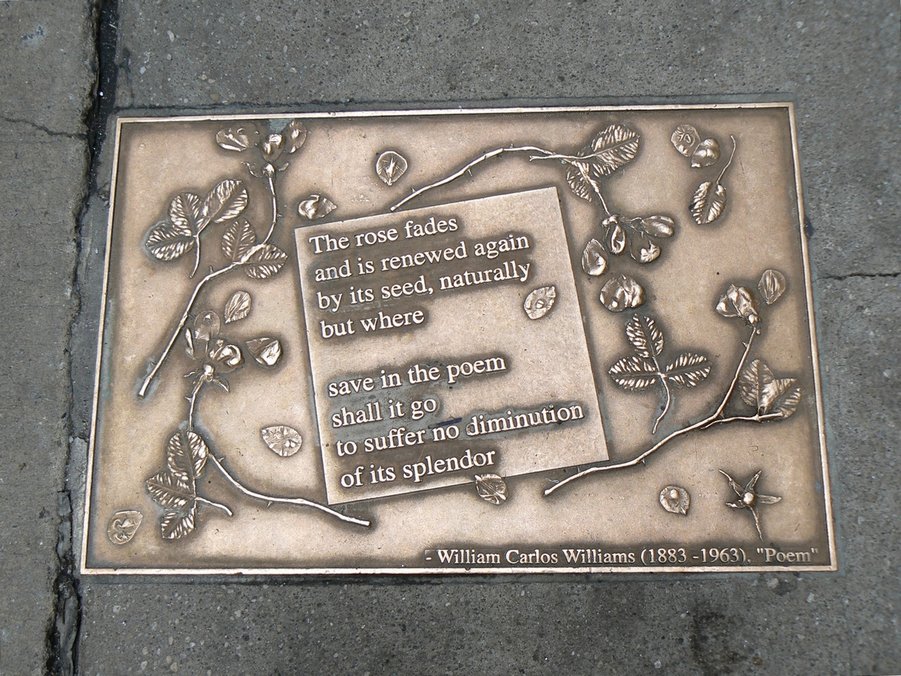 The rose fades
and is renewed again
by its seed, naturally
but where
save in the poem
shall it go
to suffer no diminution
of its splendor
- William Carlos Williams (1883 -1963), "Poem"